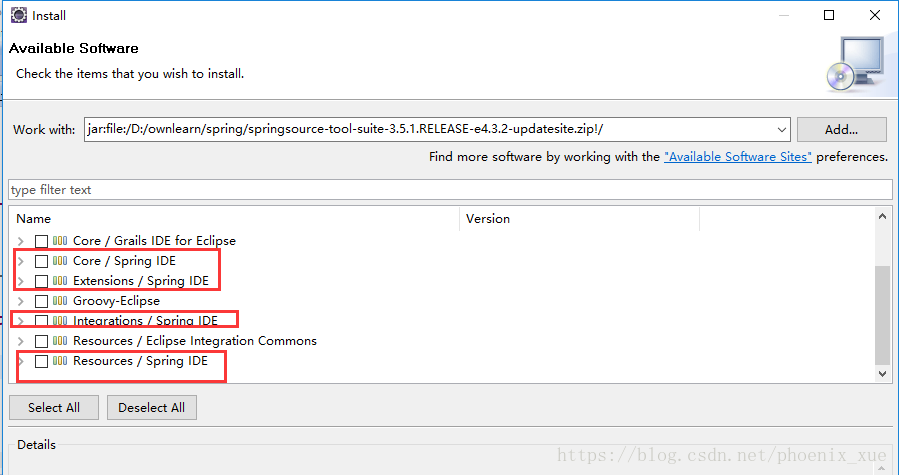 Install
Available Software
Check the items that you wish to install.
Work with: jar:file:/D:/ownlearn/spring/springsource-tool-suite-3.5.1.RELEASE-e4.3.2-updatesite.zip!/ Add...
Find more software by working with the "Available Software Sites" preferences.
type filter text
Name Version
Core / Grails IDE for Eclipse
Core / Spring IDE
Extensions / Spring IDE
Groovy-Eclipse
Integrations / Spring IDE
Resources / Eclipse Integration Commons
Resources / Spring IDE
Select All Deselect All
Details
https://blog.csdn.net/phoenix_xue